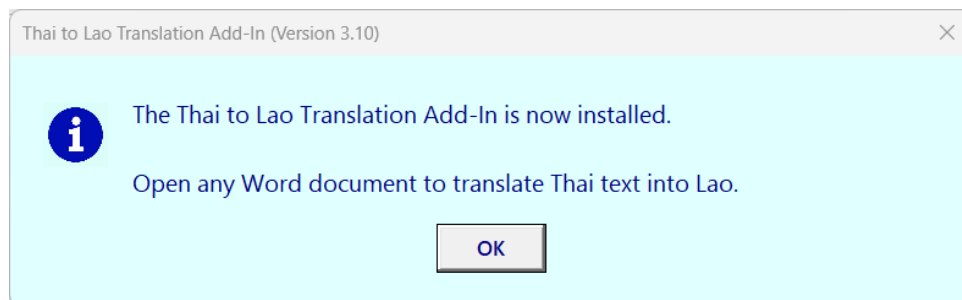 Thai to Lao Translation Add-In (Version 3.10)
The Thai to Lao Translation Add-In is now installed.
Open any Word document to translate Thai text into Lao.
OK